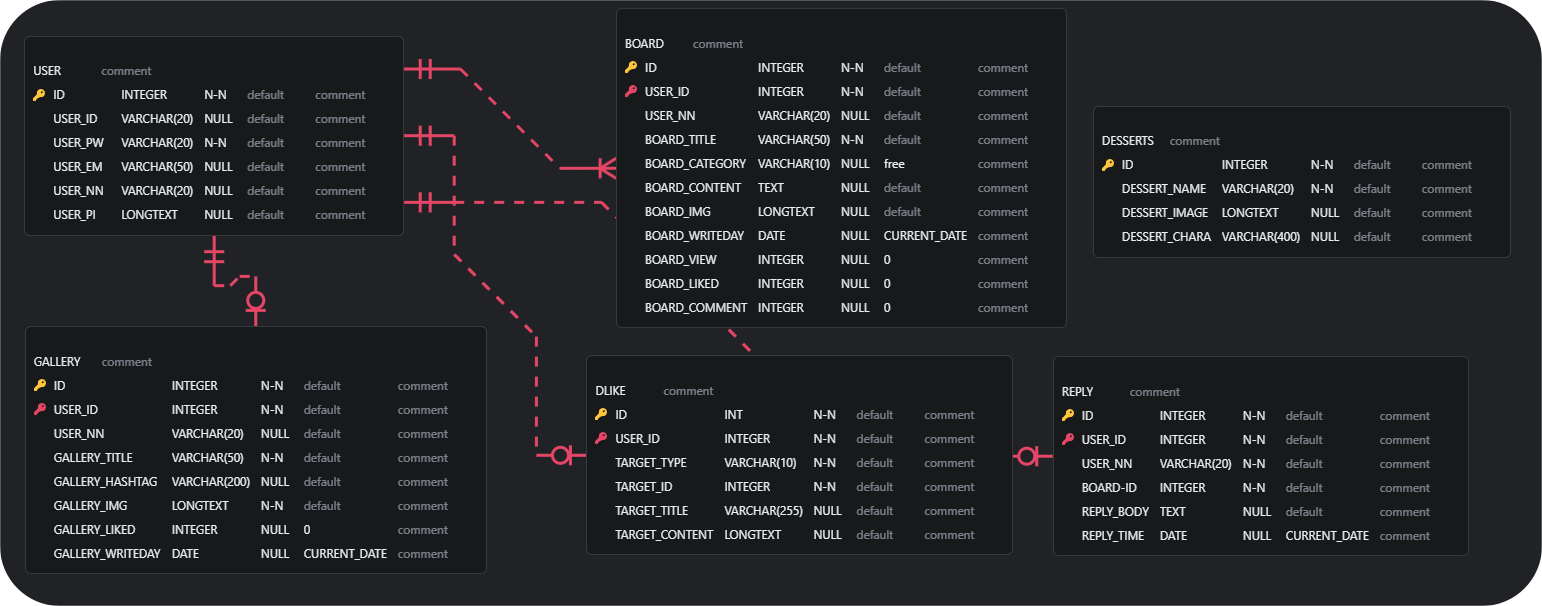 USER comment
ID INTEGER N-N default comment
USER_ID VARCHAR(20) NULL default comment
USER_PW VARCHAR(20) N-N default comment
USER_EM VARCHAR(50) NULL default comment
USER_NN VARCHAR(20) NULL default comment
USER_PI LONGTEXT NULL default comment
BOARD comment
ID INTEGER N-N default comment
USER_ID INTEGER N-N default comment
USER_NN VARCHAR(20) NULL default comment
BOARD_TITLE VARCHAR(50) N-N default comment
BOARD_CATEGORY VARCHAR(10) NULL free comment
BOARD_CONTENT TEXT NULL default comment
BOARD_IMG LONGTEXT NULL default comment
BOARD_WRITEDAY DATE NULL CURRENT_DATE comment
BOARD_VIEW INTEGER NULL 0 comment
BOARD_LIKED INTEGER NULL 0 comment
BOARD_COMMENT INTEGER NULL 0 comment
DESSERTS comment
ID INTEGER N-N default comment
DESSERT_NAME VARCHAR(20) N-N default comment
DESSERT_IMAGE LONGTEXT NULL default comment
DESSERT_CHARA VARCHAR(400) NULL default comment
GALLERY comment
ID INTEGER N-N default comment
USER_ID INTEGER N-N default comment
USER_NN VARCHAR(20) NULL default comment
GALLERY_TITLE VARCHAR(50) N-N default comment
GALLERY_HASHTAG VARCHAR(200) NULL default comment
GALLERY_IMG LONGTEXT N-N default comment
GALLERY_LIKED INTEGER NULL 0 comment
GALLERY_WRITEDAY DATE NULL CURRENT_DATE comment
DLIKE comment
ID INT N-N default comment
USER_ID INTEGER N-N default comment
TARGET_TYPE VARCHAR(10) N-N default comment
TARGET_ID INTEGER N-N default comment
TARGET_TITLE VARCHAR(255) NULL default comment
TARGET_CONTENT LONGTEXT NULL default comment
REPLY comment
ID INTEGER N-N default comment
USER_ID INTEGER N-N default comment
USER_NN VARCHAR(20) N-N default comment
BOARD-ID INTEGER N-N default comment
REPLY_BODY TEXT NULL default comment
REPLY_TIME DATE NULL CURRENT_DATE comment